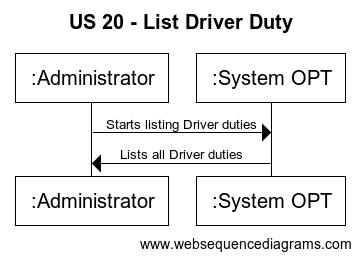 US 20 - List Driver Duty
:Administrator
:System OPT
Starts listing Driver duties
Lists all Driver duties
:Administrator
:System OPT
www.websequencediagrams.com